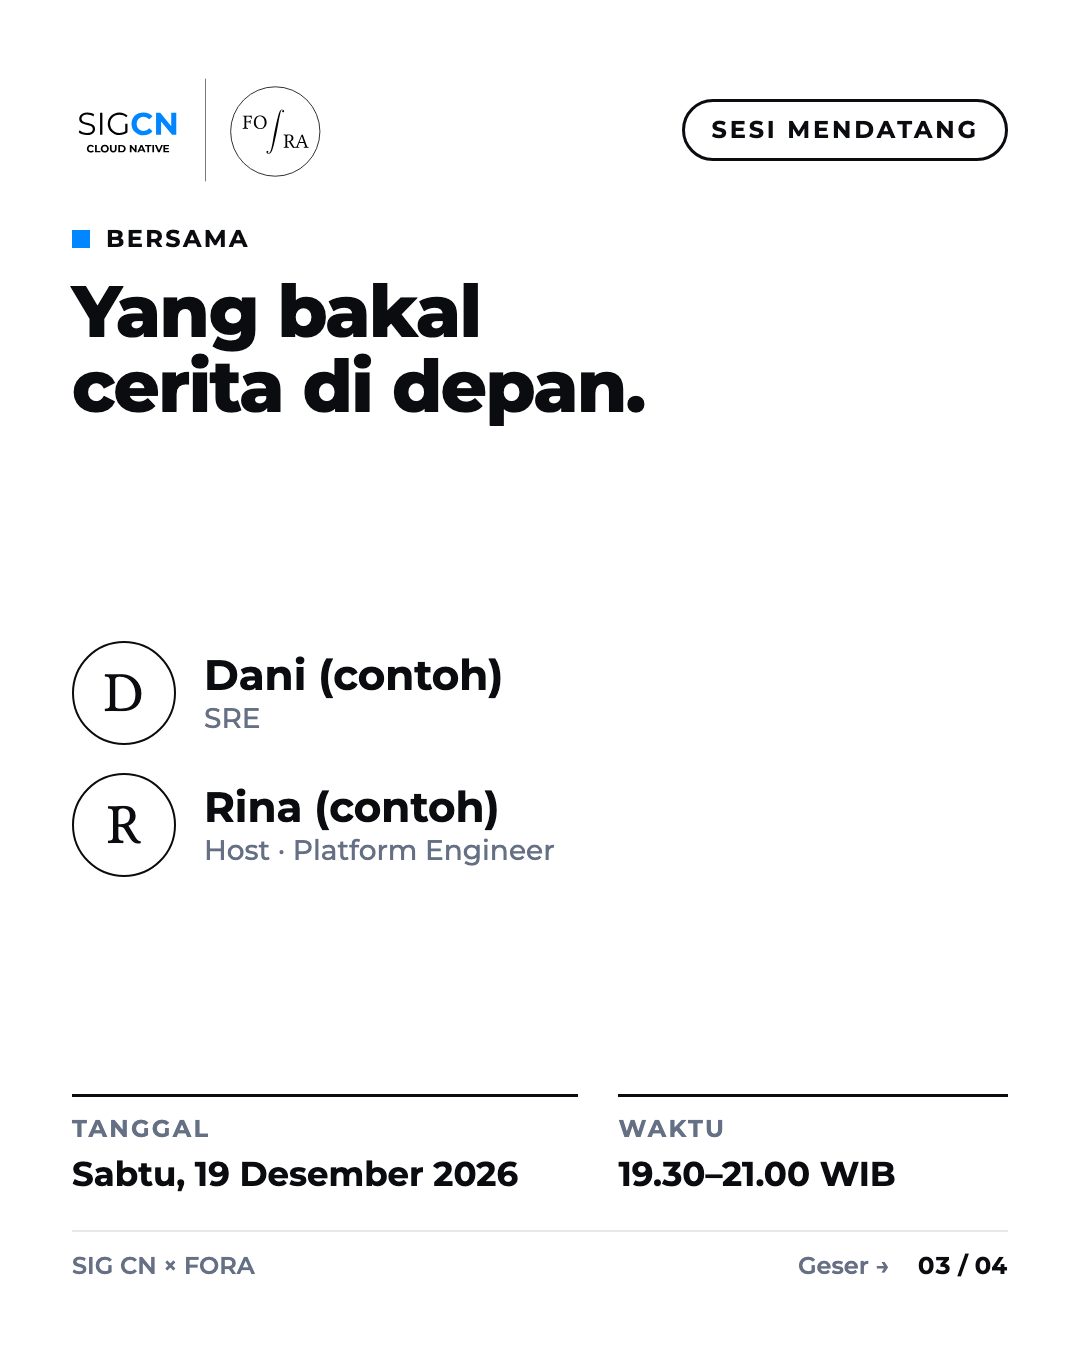 SIGCN
CLOUD NATIVE
FO RA
SESI MENDATANG
BERSAMA
Yang bakal
cerita di depan.
D
Dani (contoh)
SRE
R
Rina (contoh)
Host · Platform Engineer
TANGGAL
Sabtu, 19 Desember 2026
WAKTU
19.30–21.00 WIB
SIG CN × FORA
Geser → 03 / 04